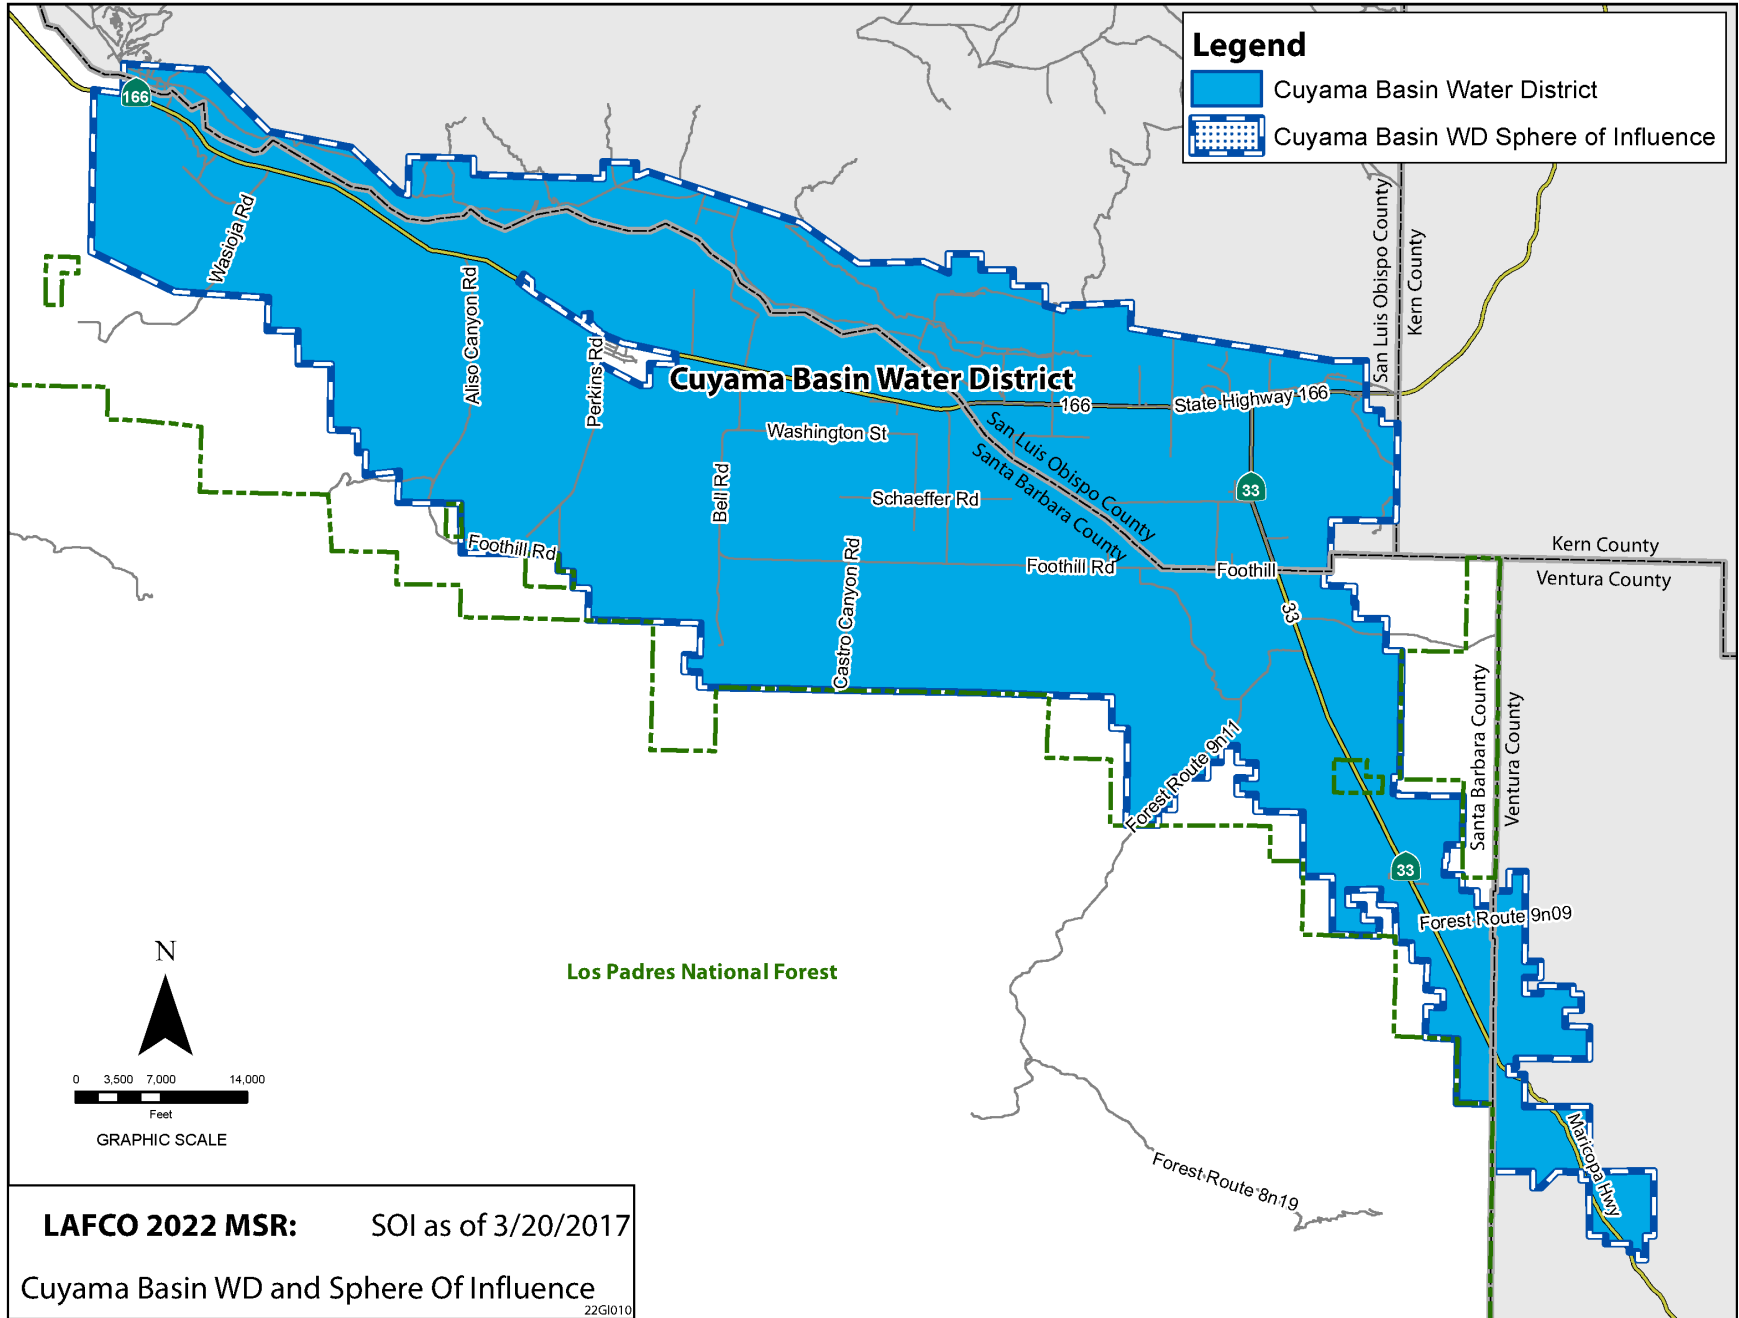 Legend
Cuyama Basin Water District
Cuyama Basin WD Sphere of Influence
166
Wasioja Rd
Aliso Canyon Rd
Perkins Rd
Cuyama Basin Water District
166
State Highway 166
San Luis Obispo County
Kern County
Washington St
Bell Rd
Schaeffer Rd
San Luis Obispo County
Santa Barbara County
33
Foothill Rd
Castro Canyon Rd
Foothill Rd
Foothill
33
Kern County
Ventura County
Santa Barbara County
Ventura County
Forest Route 9n11
33
Forest Route 9n09
Los Padres National Forest
Maricopa Hwy
Forest Route 8n19
N
0 3,500 7,000 14,000
Feet
GRAPHIC SCALE
LAFCO 2022 MSR: SOI as of 3/20/2017
Cuyama Basin WD and Sphere Of Influence
22GI010